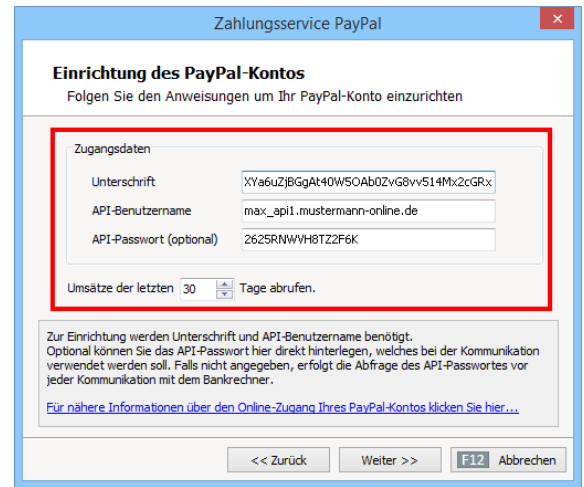 Zahlungsservice PayPal
Einrichtung des PayPal-Kontos
Folgen Sie den Anweisungen um Ihr PayPal-Konto einzurichten
Zugangsdaten
Unterschrift XYa6uZjBGgAt40W5OAb0ZvG8vv514Mx2cGRx
API-Benutzername max_api1.mustermann-online.de
API-Passwort (optional) 2625RNWVH8TZ2F6K
Umsätze der letzten 30 Tage abrufen.
Zur Einrichtung werden Unterschrift und API-Benutzername benötigt.
Optional können Sie das API-Passwort hier direkt hinterlegen, welches bei der Kommunikation
verwendet werden soll. Falls nicht angegeben, erfolgt die Abfrage des API-Passwortes vor
jeder Kommunikation mit dem Bankrechner.
Für nähere Informationen über den Online-Zugang Ihres PayPal-Kontos klicken Sie hier...
<< Zurück Weiter >> F12 Abbrechen